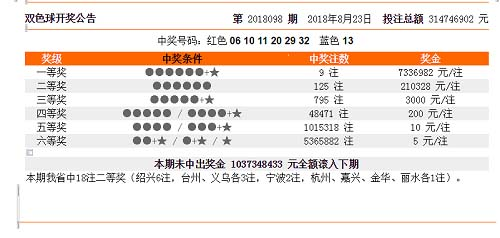 双色球开奖公告 第 2018098 期 2018年8月23日 投注总额 314746902 元
中奖号码：红色 06 10 11 20 29 32 蓝色 13
奖级 中奖条件 中奖注数 奖金
一等奖 ●●●●●●+★ 9 注 7336982 元/注
二等奖 ●●●●●● 125 注 210328 元/注
三等奖 ●●●●●+★ 795 注 3000 元/注
四等奖 ●●●●● / ●●●●+★ 48471 注 200 元/注
五等奖 ●●●● / ●●●+★ 1015318 注 10 元/注
六等奖 ●●+★ / ●+★ / ★ 5365882 注 5 元/注
本期未中出奖金 1037348433 元全额滚入下期
本期我省中18注二等奖（绍兴6注，台州、义乌各3注，宁波2注，杭州、嘉兴、金华、丽水各1注）。